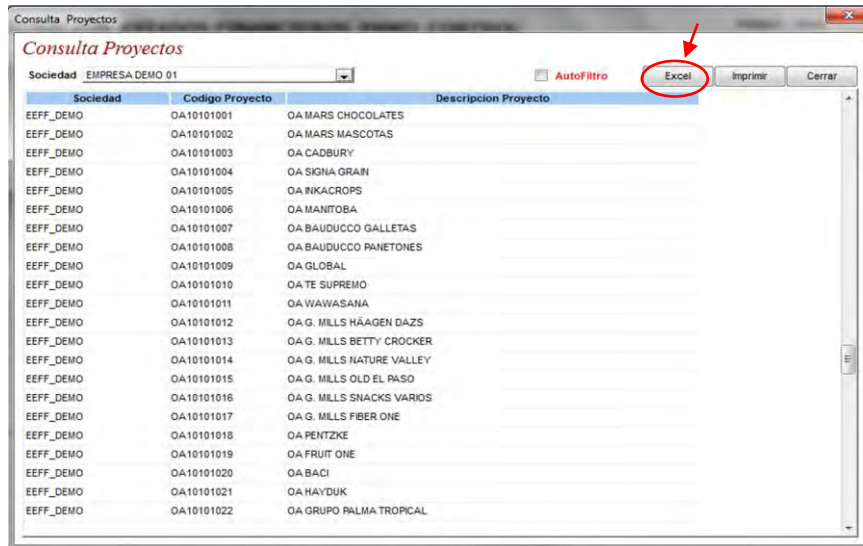 Consulta Proyectos
Consulta Proyectos
Sociedad EMPRESA DEMO 01 AutoFiltro Excel Imprimir Cerrar
Sociedad Codigo Proyecto Descripcion Proyecto
EEFF_DEMO OA10101001 OA MARS CHOCOLATES
EEFF_DEMO OA10101002 OA MARS MASCOTAS
EEFF_DEMO OA10101003 OA CADBURY
EEFF_DEMO OA10101004 OA SIGNA GRAIN
EEFF_DEMO OA10101005 OA INKACROPS
EEFF_DEMO OA10101006 OA MANITOBA
EEFF_DEMO OA10101007 OA BAUDUCCO GALLETAS
EEFF_DEMO OA10101008 OA BAUDUCCO PANETONES
EEFF_DEMO OA10101009 OA GLOBAL
EEFF_DEMO OA10101010 OA TE SUPREMO
EEFF_DEMO OA10101011 OA WAWASANA
EEFF_DEMO OA10101012 OA G. MILLS HÄAGEN DAZS
EEFF_DEMO OA10101013 OA G. MILLS BETTY CROCKER
EEFF_DEMO OA10101014 OA G. MILLS NATURE VALLEY
EEFF_DEMO OA10101015 OA G. MILLS OLD EL PASO
EEFF_DEMO OA10101016 OA G. MILLS SNACKS VARIOS
EEFF_DEMO OA10101017 OA G. MILLS FIBER ONE
EEFF_DEMO OA10101018 OA PENTZKE
EEFF_DEMO OA10101019 OA FRUIT ONE
EEFF_DEMO OA10101020 OA BACI
EEFF_DEMO OA10101021 OA HAYDUK
EEFF_DEMO OA10101022 OA GRUPO PALMA TROPICAL